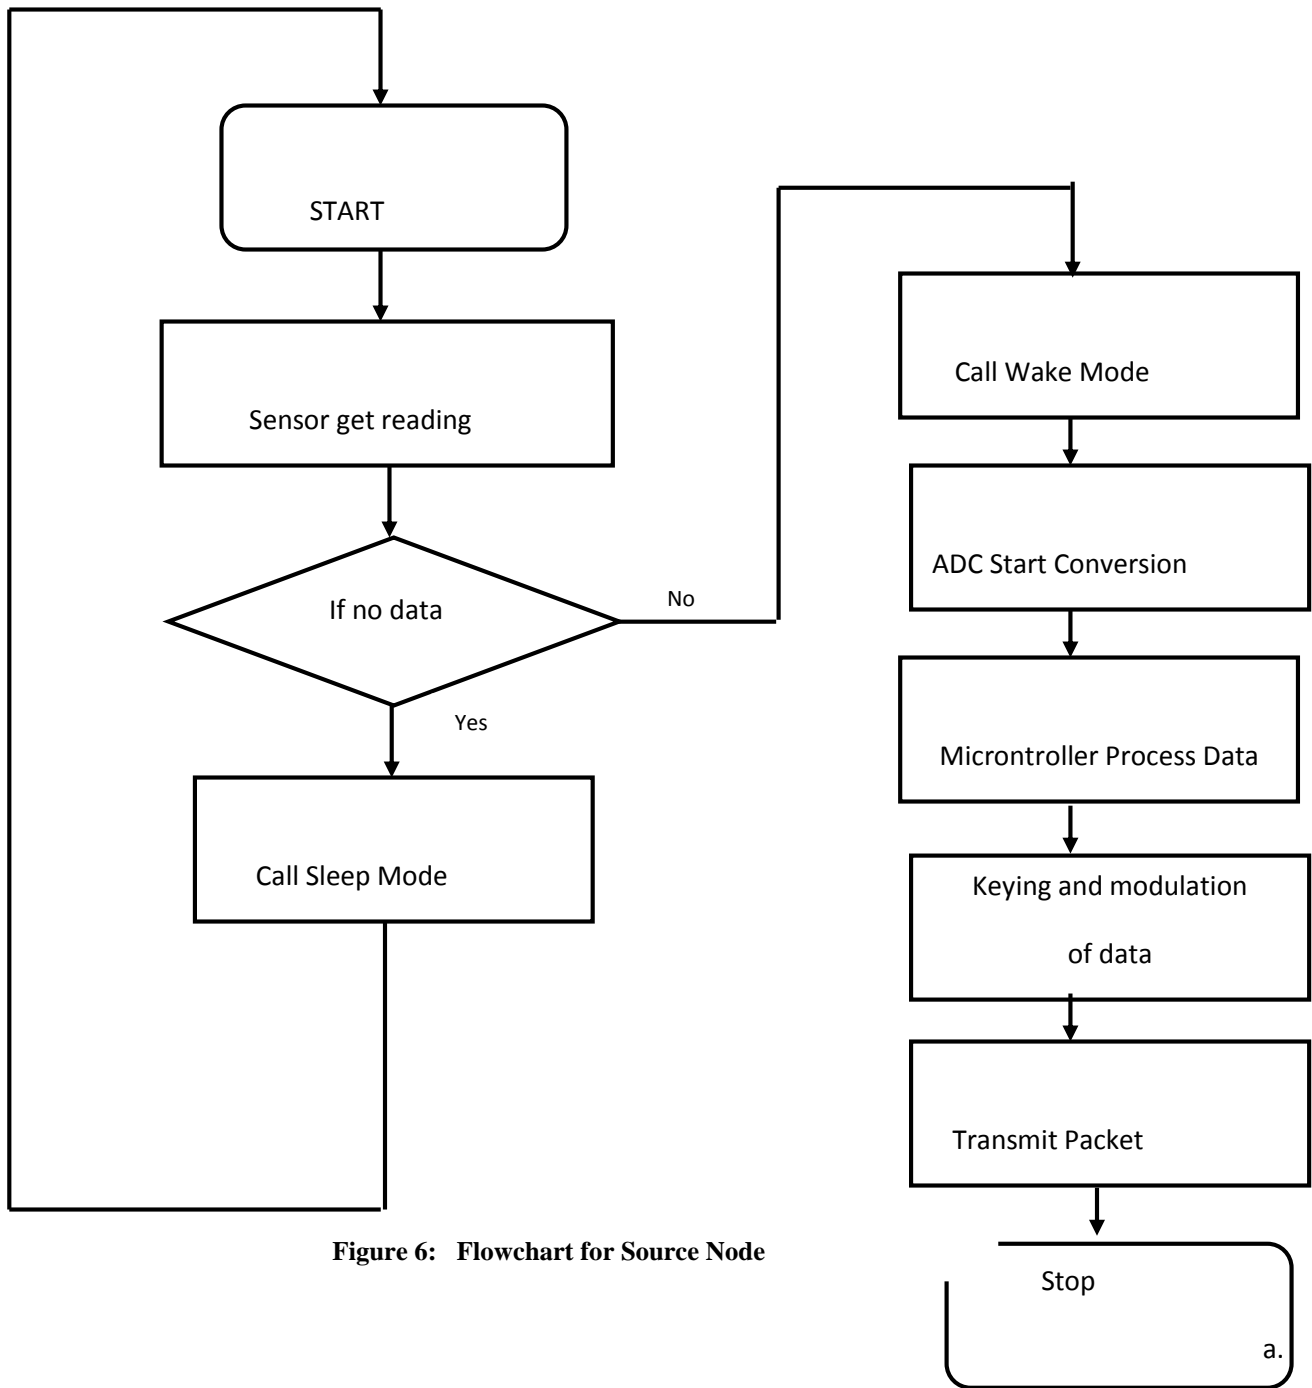 START
Sensor get reading
If no data
No
Yes
Call Sleep Mode
Call Wake Mode
ADC Start Conversion
Microntroller Process Data
Keying and modulation
of data
Transmit Packet
Stop
a.
Figure 6: Flowchart for Source Node